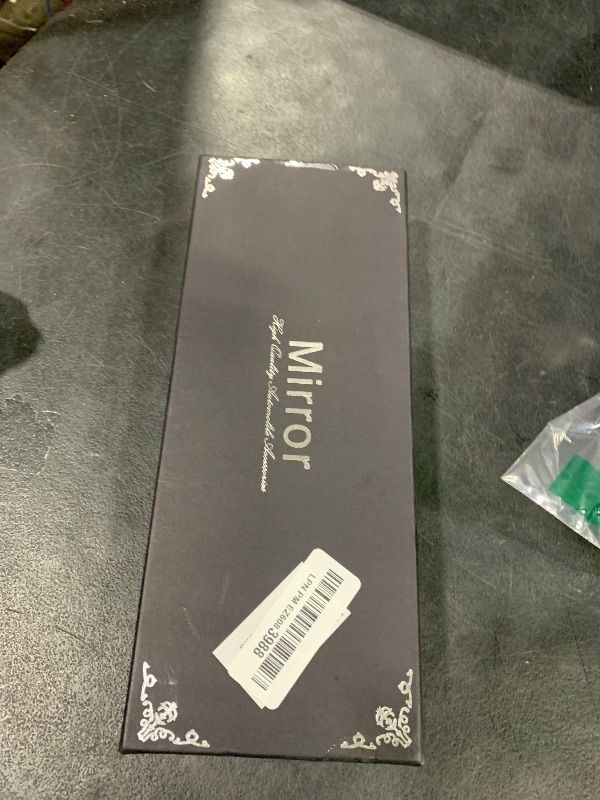 Mirror
High Quality Automobile Accessories
LPN PM EZ6083988